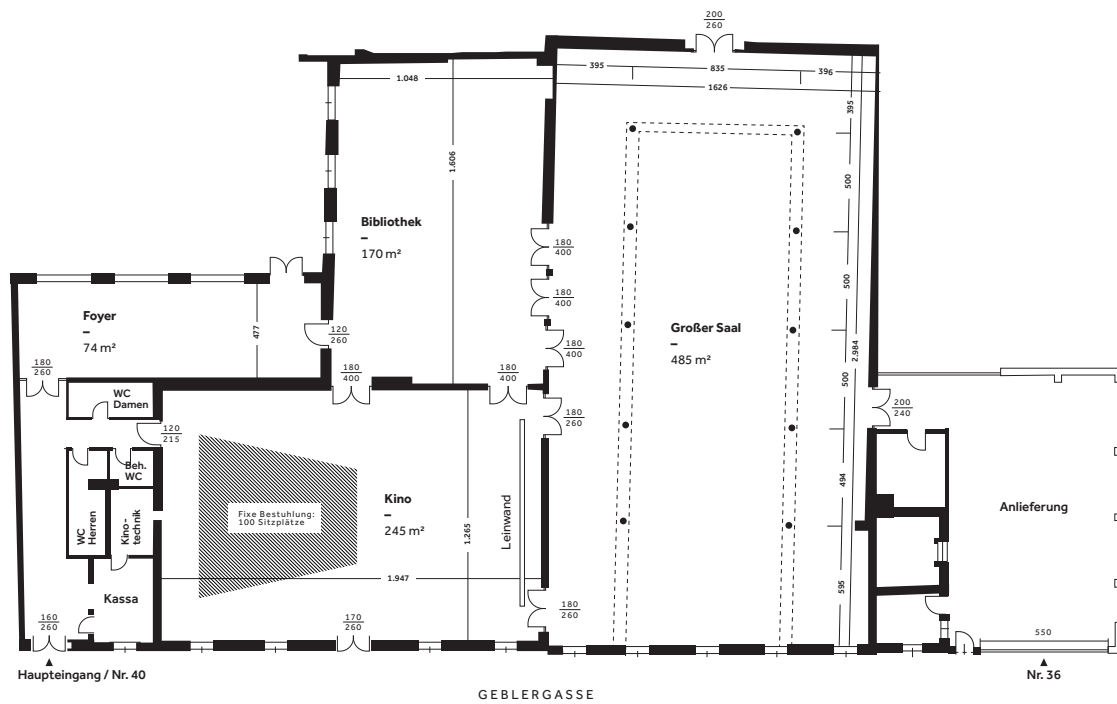 200
260
395
835
396
1626
1.048
395
1.606
500
Bibliothek
–
170 m²
180
400
180
400
500
Foyer
–
74 m²
477
120
260
Großer Saal
–
485 m²
180
400
2.984
180
260
180
400
180
400
500
WC
Damen
1.265
180
260
200
240
120
215
Beh.
WC
494
WC
Herren
Kino-
technik
Fixe Bestuhlung:
100 Sitzplätze
Kino
–
245 m²
Leinwand
Anlieferung
1.947
595
Kassa
180
260
160
260
170
260
550
Haupteingang / Nr. 40
Nr. 36
GEBLERGASSE